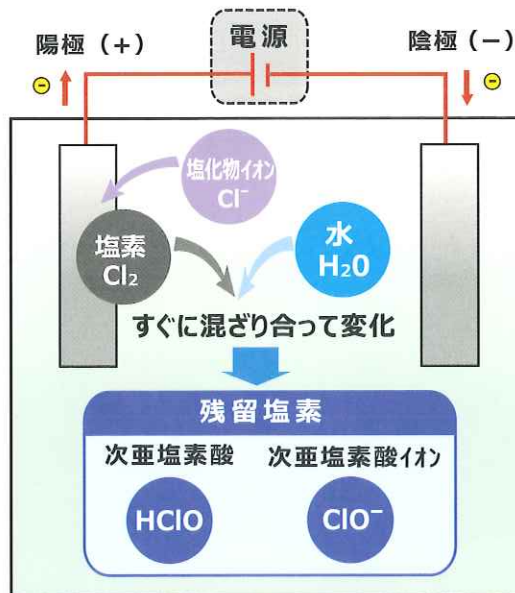 陽極（+）
電源
陰極（－）
塩化物イオン
Cl⁻
塩素
Cl₂
水
H₂O
すぐに混ざり合って変化
残留塩素
次亜塩素酸
次亜塩素酸イオン
HClO
ClO⁻